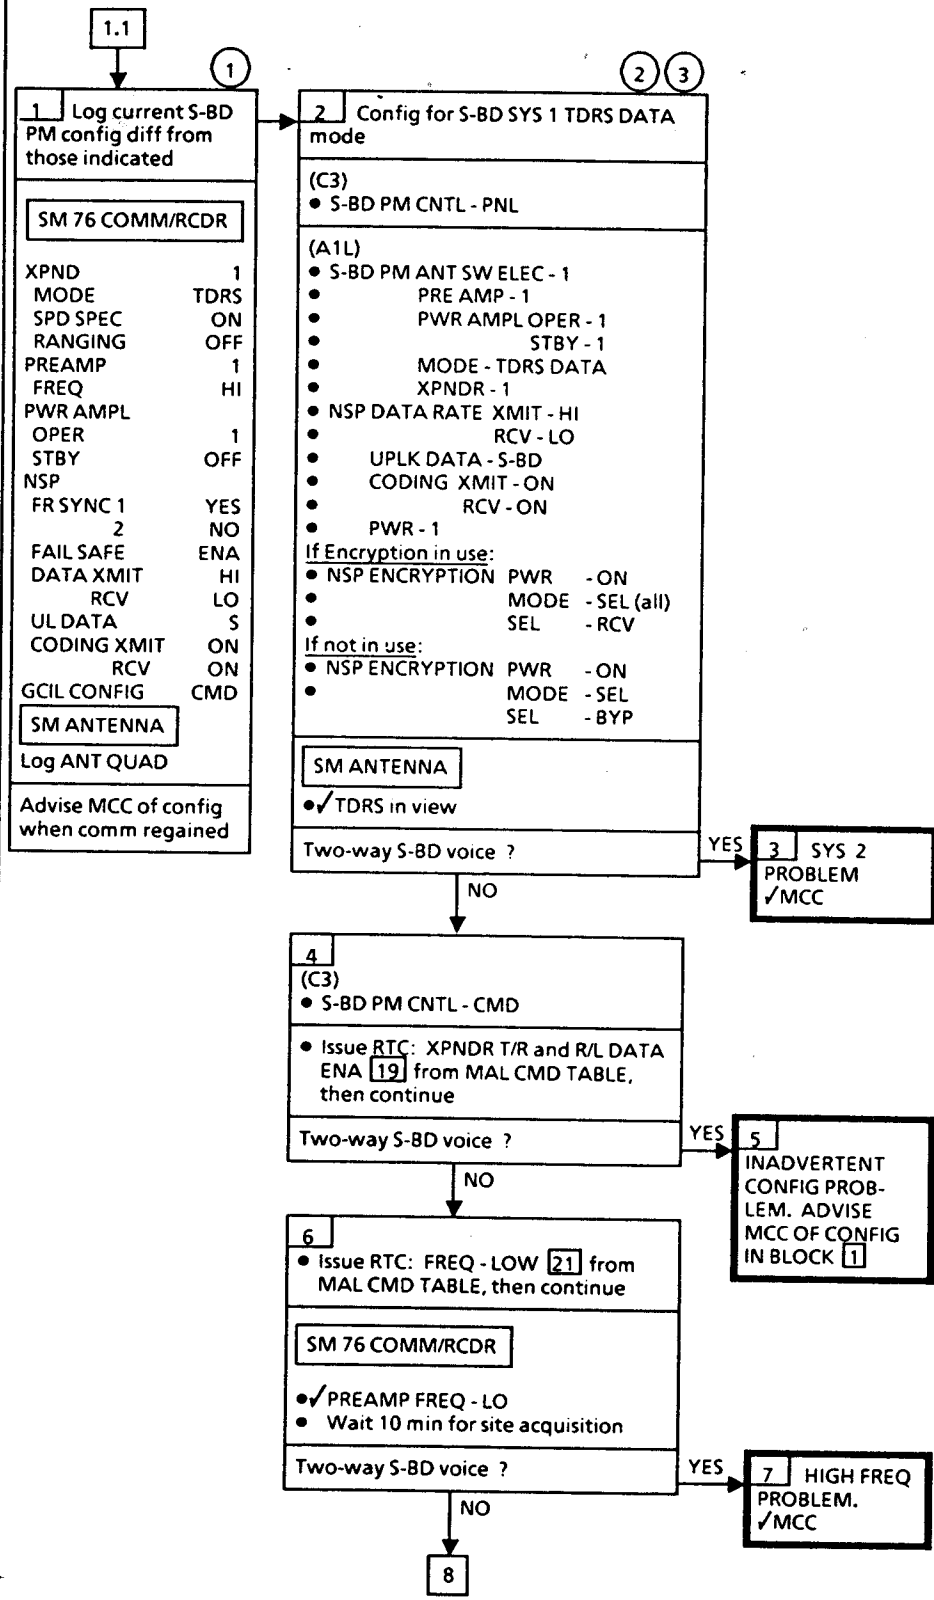 1.1
1
1 Log current S-BD
PM config diff from
those indicated
SM 76 COMM/RCDR
XPND 1
MODE TDRS
SPD SPEC ON
RANGING OFF
PREAMP 1
FREQ HI
PWR AMPL
OPER 1
STBY OFF
NSP
FR SYNC 1 YES
2 NO
FAIL SAFE ENA
DATA XMIT HI
RCV LO
UL DATA S
CODING XMIT ON
RCV ON
GCIL CONFIG CMD
SM ANTENNA
Log ANT QUAD
Advise MCC of config
when comm regained
2 3
2 Config for S-BD SYS 1 TDRS DATA
mode
(C3)
• S-BD PM CNTL - PNL
(A1L)
• S-BD PM ANT SW ELEC - 1
• PRE AMP - 1
• PWR AMPL OPER - 1
• STBY - 1
• MODE - TDRS DATA
• XPNDR - 1
• NSP DATA RATE XMIT - HI
• RCV - LO
• UPLK DATA - S-BD
• CODING XMIT - ON
• RCV - ON
• PWR - 1
If Encryption in use:
• NSP ENCRYPTION PWR - ON
• MODE - SEL (all)
• SEL - RCV
If not in use:
• NSP ENCRYPTION PWR - ON
• MODE - SEL
SEL - BYP
SM ANTENNA
•✓TDRS in view
Two-way S-BD voice ?
YES
3 SYS 2
PROBLEM
✓MCC
NO
4
(C3)
• S-BD PM CNTL - CMD
• Issue RTC: XPNDR T/R and R/L DATA
ENA 19 from MAL CMD TABLE,
then continue
Two-way S-BD voice ?
YES
5
INADVERTENT
CONFIG PROB-
LEM. ADVISE
MCC OF CONFIG
IN BLOCK 1
NO
6
• Issue RTC: FREQ - LOW 21 from
MAL CMD TABLE, then continue
SM 76 COMM/RCDR
•✓PREAMP FREQ - LO
• Wait 10 min for site acquisition
Two-way S-BD voice ?
YES
7 HIGH FREQ
PROBLEM.
✓MCC
NO
8